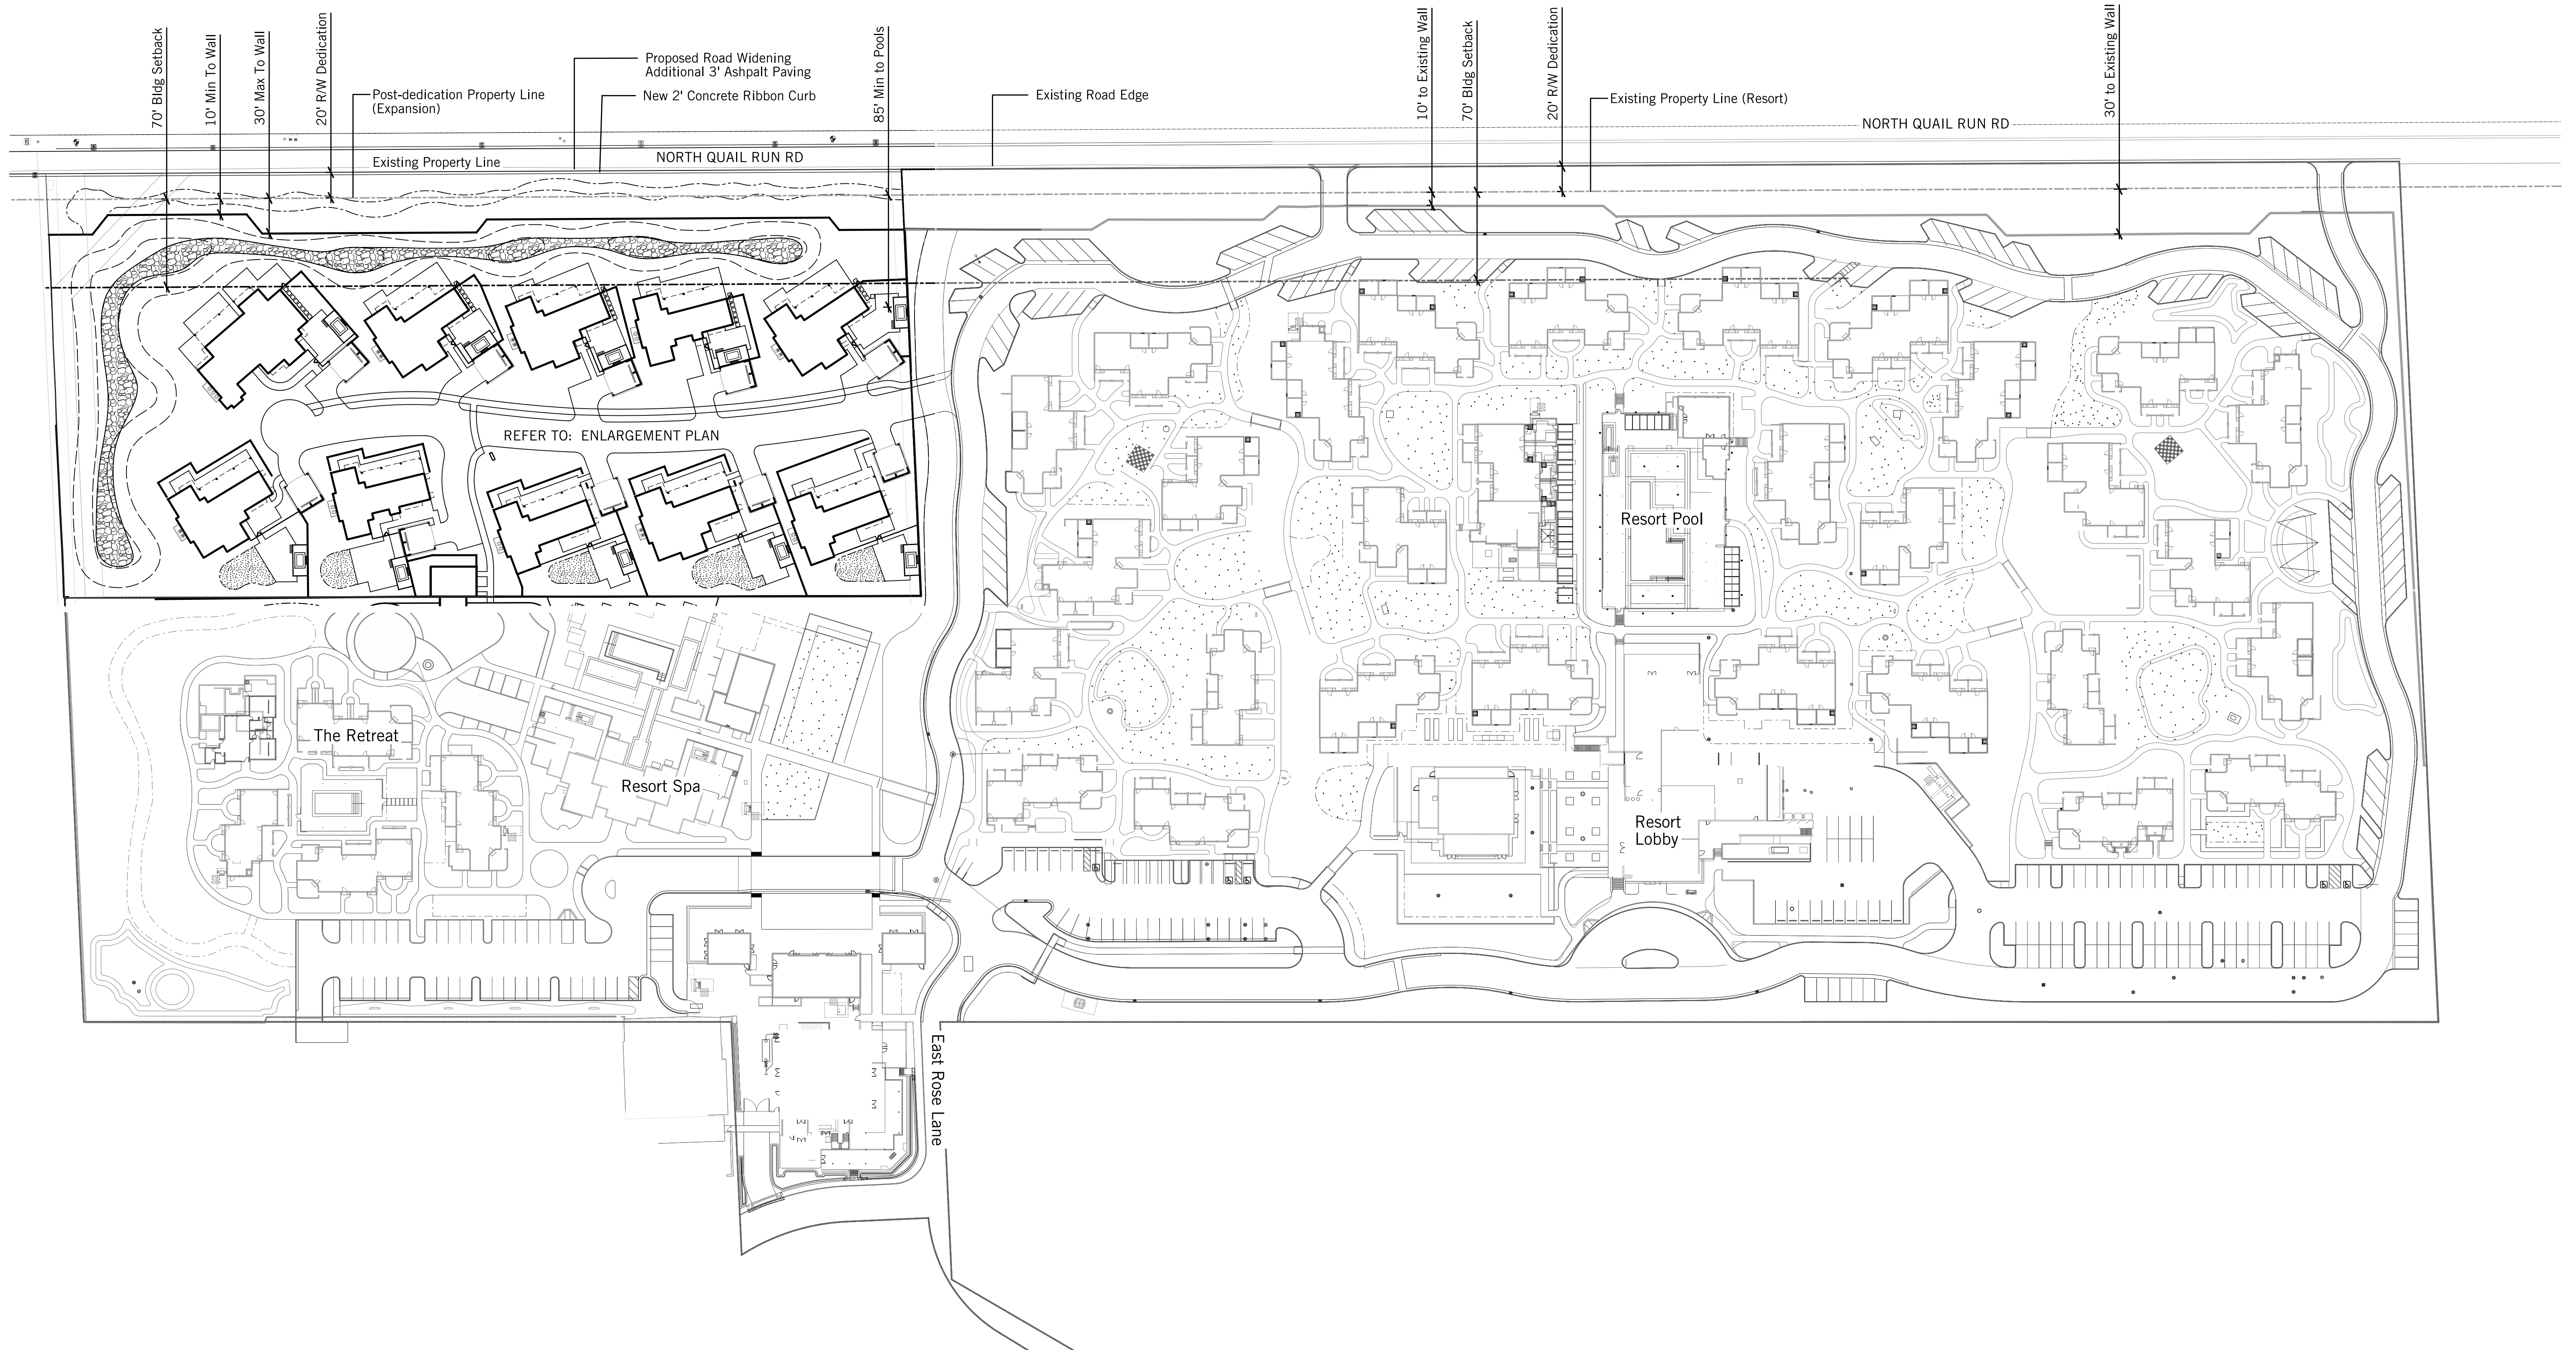 70' Bldg Setback
10' Min To Wall
30' Max To Wall
20' R/W Dedication
Post-dedication Property Line
(Expansion)
Proposed Road Widening
Additional 3' Ashpalt Paving
New 2' Concrete Ribbon Curb
85' Min to Pools
Existing Road Edge
10' to Existing Wall
70' Bldg Setback
20' R/W Dedication
Existing Property Line (Resort)
NORTH QUAIL RUN RD
30' to Existing Wall
Existing Property Line
NORTH QUAIL RUN RD
REFER TO: ENLARGEMENT PLAN
Resort Pool
The Retreat
Resort Spa
Resort
Lobby
East Rose Lane